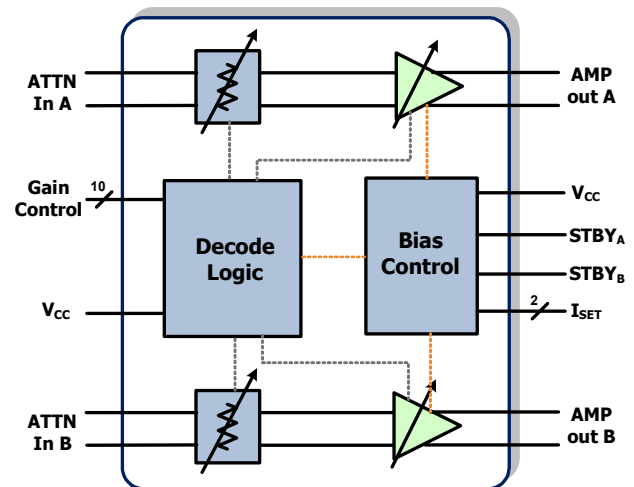 ATTN
In A
AMP
out A
10
Gain
Control
Decode
Logic
Bias
Control
VCC
STBYA
STBYB
2
ISET
VCC
ATTN
In B
AMP
out B